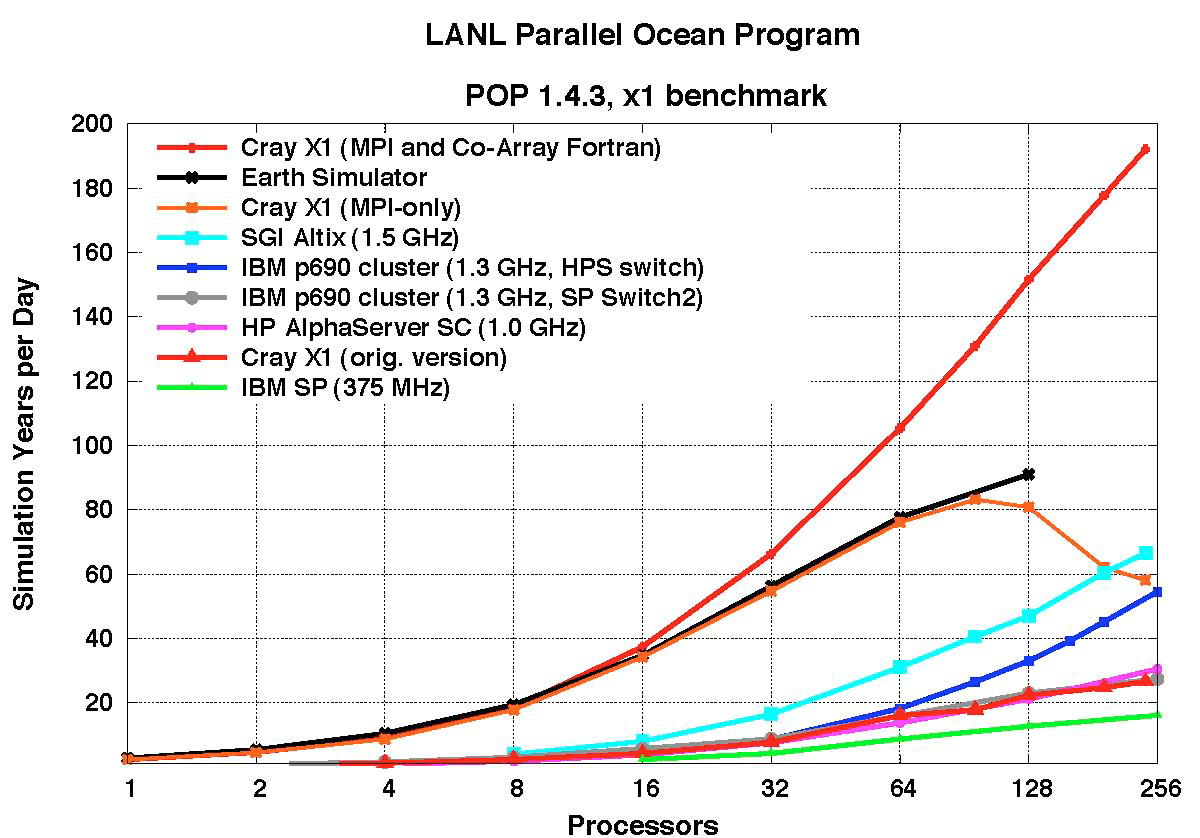 LANL Parallel Ocean Program
POP 1.4.3, x1 benchmark
Cray X1 (MPI and Co-Array Fortran)
Earth Simulator
Cray X1 (MPI-only)
SGI Altix (1.5 GHz)
IBM p690 cluster (1.3 GHz, HPS switch)
IBM p690 cluster (1.3 GHz, SP Switch2)
HP AlphaServer SC (1.0 GHz)
Cray X1 (orig. version)
IBM SP (375 MHz)
200
180
160
140
120
100
80
60
40
20
Simulation Years per Day
1 2 4 8 16 32 64 128 256
Processors